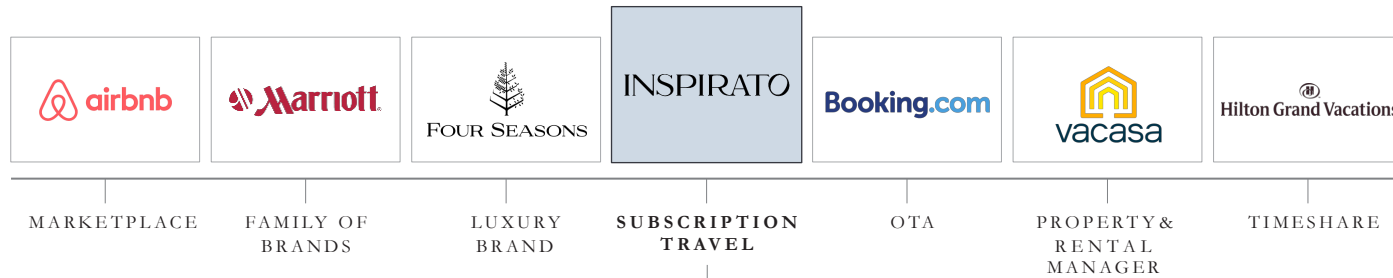 airbnb
Marriott
FOUR SEASONS
INSPIRATO
Booking.com
vacasa
Hilton Grand Vacations
MARKETPLACE
FAMILY OF
BRANDS
LUXURY
BRAND
SUBSCRIPTION
TRAVEL
OTA
PROPERTY &
RENTAL
MANAGER
TIMESHARE